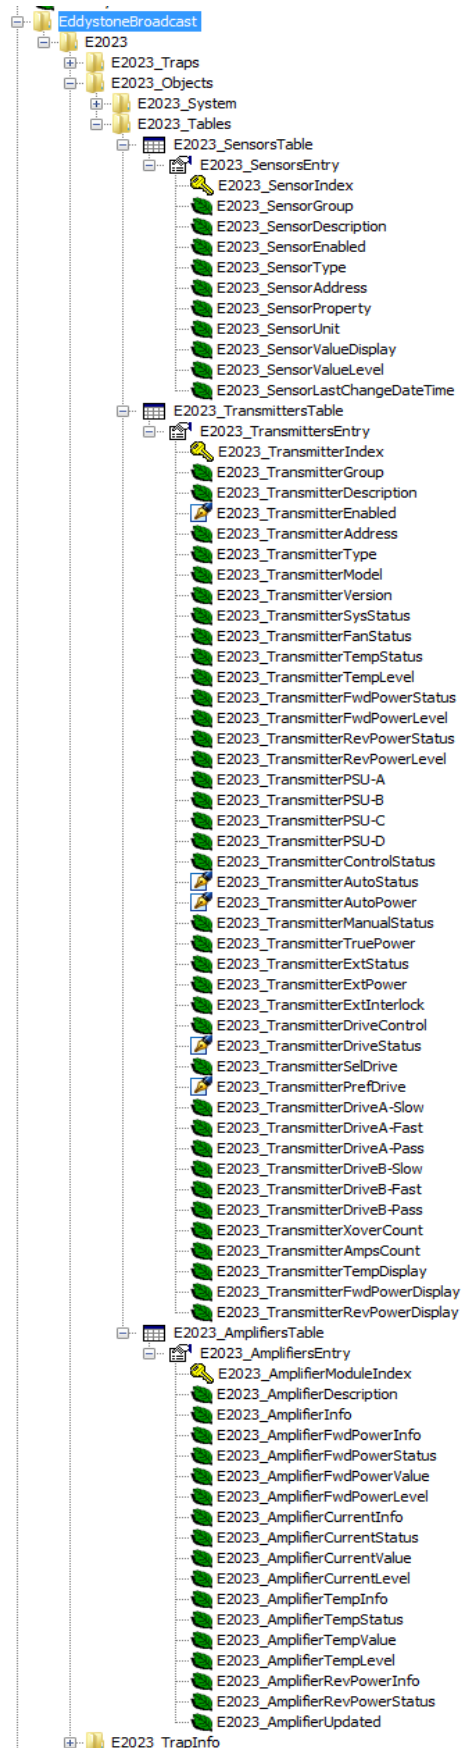 EddystoneBroadcast
E2023
E2023_Traps
E2023_Objects
E2023_System
E2023_Tables
E2023_SensorsTable
E2023_SensorsEntry
E2023_SensorIndex
E2023_SensorGroup
E2023_SensorDescription
E2023_SensorEnabled
E2023_SensorType
E2023_SensorAddress
E2023_SensorProperty
E2023_SensorUnit
E2023_SensorValueDisplay
E2023_SensorValueLevel
E2023_SensorLastChangeDateTime
E2023_TransmittersTable
E2023_TransmittersEntry
E2023_TransmitterIndex
E2023_TransmitterGroup
E2023_TransmitterDescription
E2023_TransmitterEnabled
E2023_TransmitterAddress
E2023_TransmitterType
E2023_TransmitterModel
E2023_TransmitterVersion
E2023_TransmitterSysStatus
E2023_TransmitterFanStatus
E2023_TransmitterTempStatus
E2023_TransmitterTempLevel
E2023_TransmitterFwdPowerStatus
E2023_TransmitterFwdPowerLevel
E2023_TransmitterRevPowerStatus
E2023_TransmitterRevPowerLevel
E2023_TransmitterPSU-A
E2023_TransmitterPSU-B
E2023_TransmitterPSU-C
E2023_TransmitterPSU-D
E2023_TransmitterControlStatus
E2023_TransmitterAutoStatus
E2023_TransmitterAutoPower
E2023_TransmitterManualStatus
E2023_TransmitterTruePower
E2023_TransmitterExtStatus
E2023_TransmitterExtPower
E2023_TransmitterExtInterlock
E2023_TransmitterDriveControl
E2023_TransmitterDriveStatus
E2023_TransmitterSelDrive
E2023_TransmitterPrefDrive
E2023_TransmitterDriveA-Slow
E2023_TransmitterDriveA-Fast
E2023_TransmitterDriveA-Pass
E2023_TransmitterDriveB-Slow
E2023_TransmitterDriveB-Fast
E2023_TransmitterDriveB-Pass
E2023_TransmitterXoverCount
E2023_TransmitterAmpsCount
E2023_TransmitterTempDisplay
E2023_TransmitterFwdPowerDisplay
E2023_TransmitterRevPowerDisplay
E2023_AmplifiersTable
E2023_AmplifiersEntry
E2023_AmplifierModuleIndex
E2023_AmplifierDescription
E2023_AmplifierInfo
E2023_AmplifierFwdPowerInfo
E2023_AmplifierFwdPowerStatus
E2023_AmplifierFwdPowerValue
E2023_AmplifierFwdPowerLevel
E2023_AmplifierCurrentInfo
E2023_AmplifierCurrentStatus
E2023_AmplifierCurrentValue
E2023_AmplifierCurrentLevel
E2023_AmplifierTempInfo
E2023_AmplifierTempStatus
E2023_AmplifierTempValue
E2023_AmplifierTempLevel
E2023_AmplifierRevPowerInfo
E2023_AmplifierRevPowerStatus
E2023_AmplifierUpdated
E2023_TrapInfo